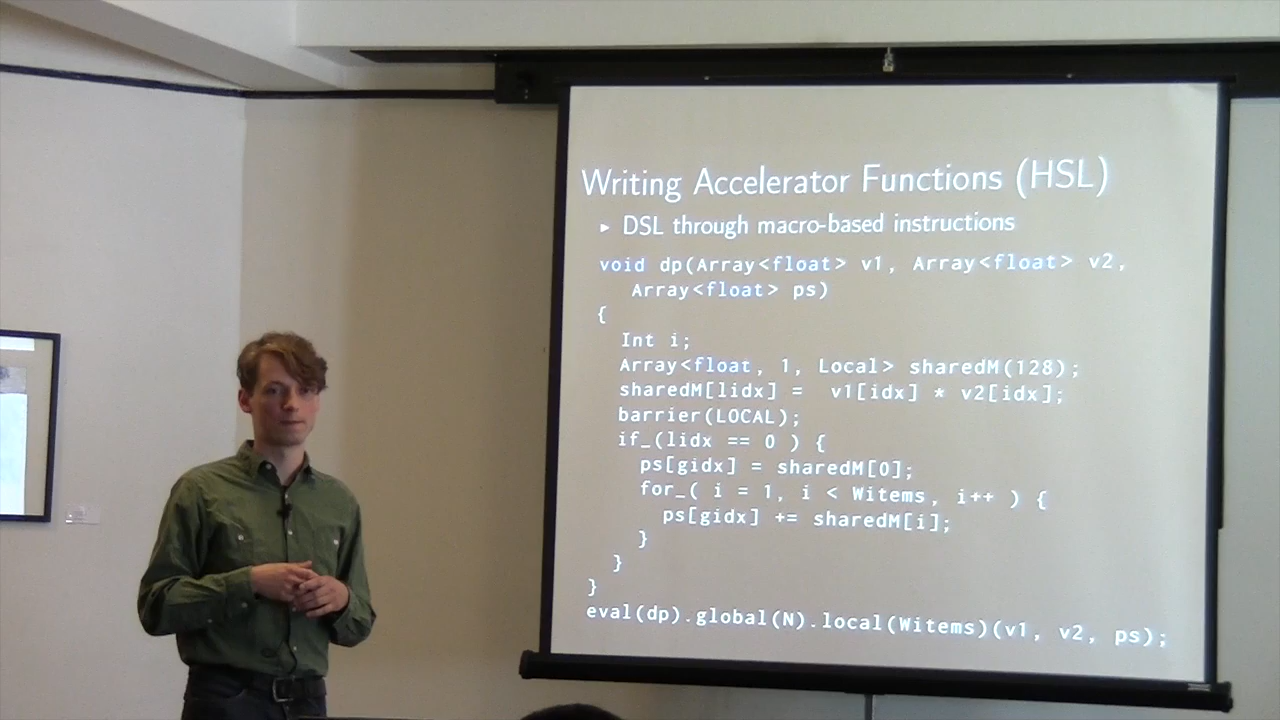 Writing Accelerator Functions (HSL)
▸ DSL through macro-based instructions
void dp(Array<float> v1, Array<float> v2,
Array<float> ps)
{
Int i;
Array<float, 1, Local> sharedM(128);
sharedM[lidx] = v1[idx] * v2[idx];
barrier(LOCAL);
if_(lidx == 0 ) {
ps[gidx] = sharedM[0];
for_( i = 1, i < Witems, i++ ) {
ps[gidx] += sharedM[i];
}
}
}
eval(dp).global(N).local(Witems)(v1, v2, ps);